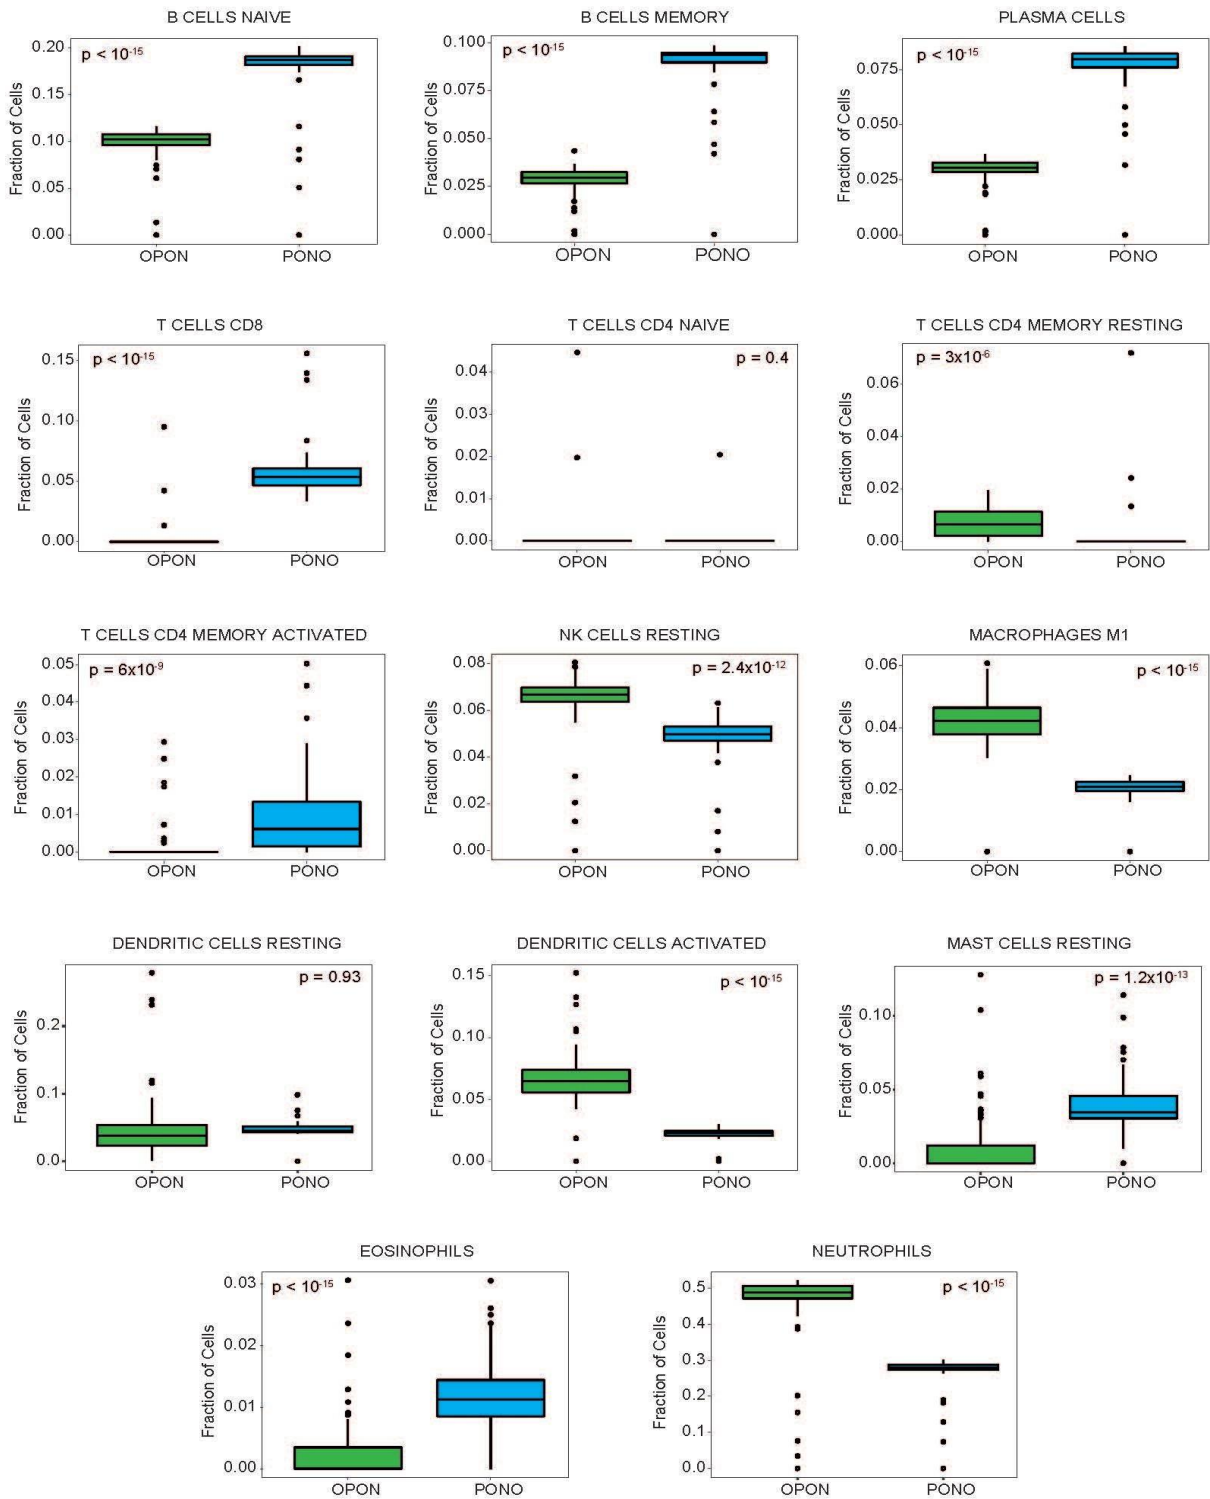 B CELLS NAIVE
p < 10⁻¹⁵
Fraction of Cells
0.20
0.15
0.10
0.05
0.00
OPON
PONO
B CELLS MEMORY
p < 10⁻¹⁵
Fraction of Cells
0.100
0.075
0.050
0.025
0.000
OPON
PONO
PLASMA CELLS
p < 10⁻¹⁵
Fraction of Cells
0.075
0.050
0.025
0.000
OPON
PONO
T CELLS CD8
p < 10⁻¹⁵
Fraction of Cells
0.15
0.10
0.05
0.00
OPON
PONO
T CELLS CD4 NAIVE
p = 0.4
Fraction of Cells
0.04
0.03
0.02
0.01
0.00
OPON
PONO
T CELLS CD4 MEMORY RESTING
p = 3x10⁻⁶
Fraction of Cells
0.06
0.04
0.02
0.00
OPON
PONO
T CELLS CD4 MEMORY ACTIVATED
p = 6x10⁻⁹
Fraction of Cells
0.05
0.04
0.03
0.02
0.01
0.00
OPON
PONO
NK CELLS RESTING
p = 2.4x10⁻¹²
Fraction of Cells
0.08
0.06
0.04
0.02
0.00
OPON
PONO
MACROPHAGES M1
p < 10⁻¹⁵
Fraction of Cells
0.06
0.04
0.02
0.00
OPON
PONO
DENDRITIC CELLS RESTING
p = 0.93
Fraction of Cells
0.2
0.1
0.0
OPON
PONO
DENDRITIC CELLS ACTIVATED
p < 10⁻¹⁵
Fraction of Cells
0.15
0.10
0.05
0.00
OPON
PONO
MAST CELLS RESTING
p = 1.2x10⁻¹³
Fraction of Cells
0.10
0.05
0.00
OPON
PONO
EOSINOPHILS
p < 10⁻¹⁵
Fraction of Cells
0.03
0.02
0.01
0.00
OPON
PONO
NEUTROPHILS
p < 10⁻¹⁵
Fraction of Cells
0.5
0.4
0.3
0.2
0.1
0.0
OPON
PONO